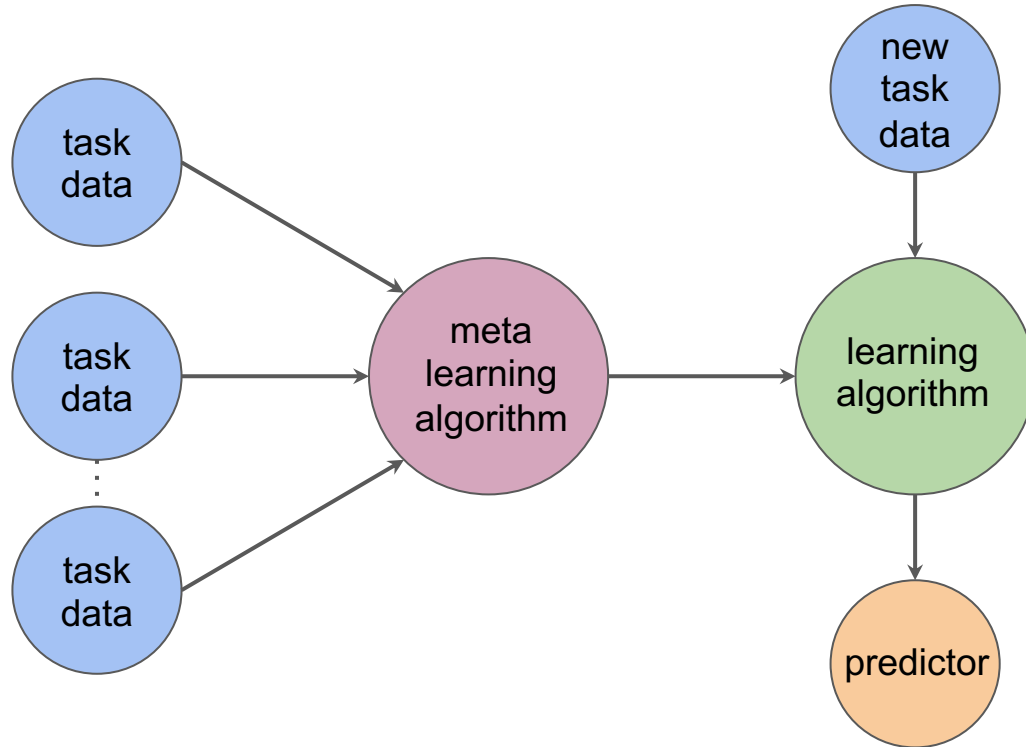 task
data
task
data
task
data
meta
learning
algorithm
new
task
data
learning
algorithm
predictor